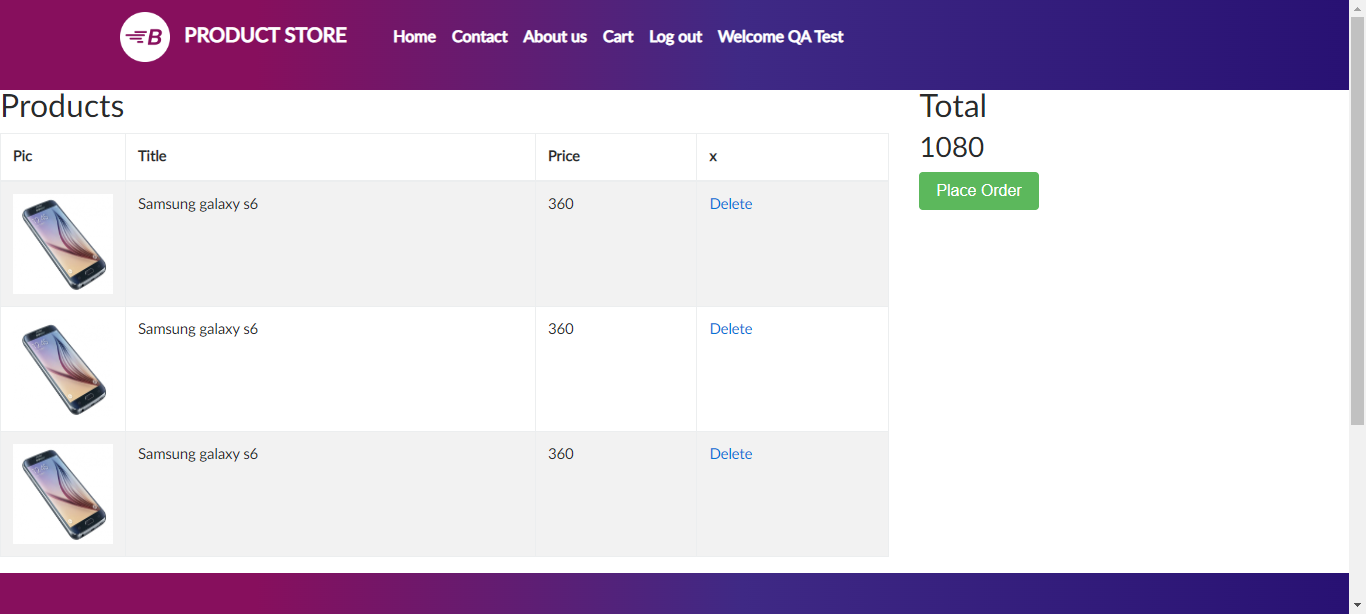 B PRODUCT STORE Home Contact About us Cart Log out Welcome QA Test
Products
Pic Title Price x
Samsung galaxy s6 360 Delete
Samsung galaxy s6 360 Delete
Samsung galaxy s6 360 Delete
Total
1080
Place Order